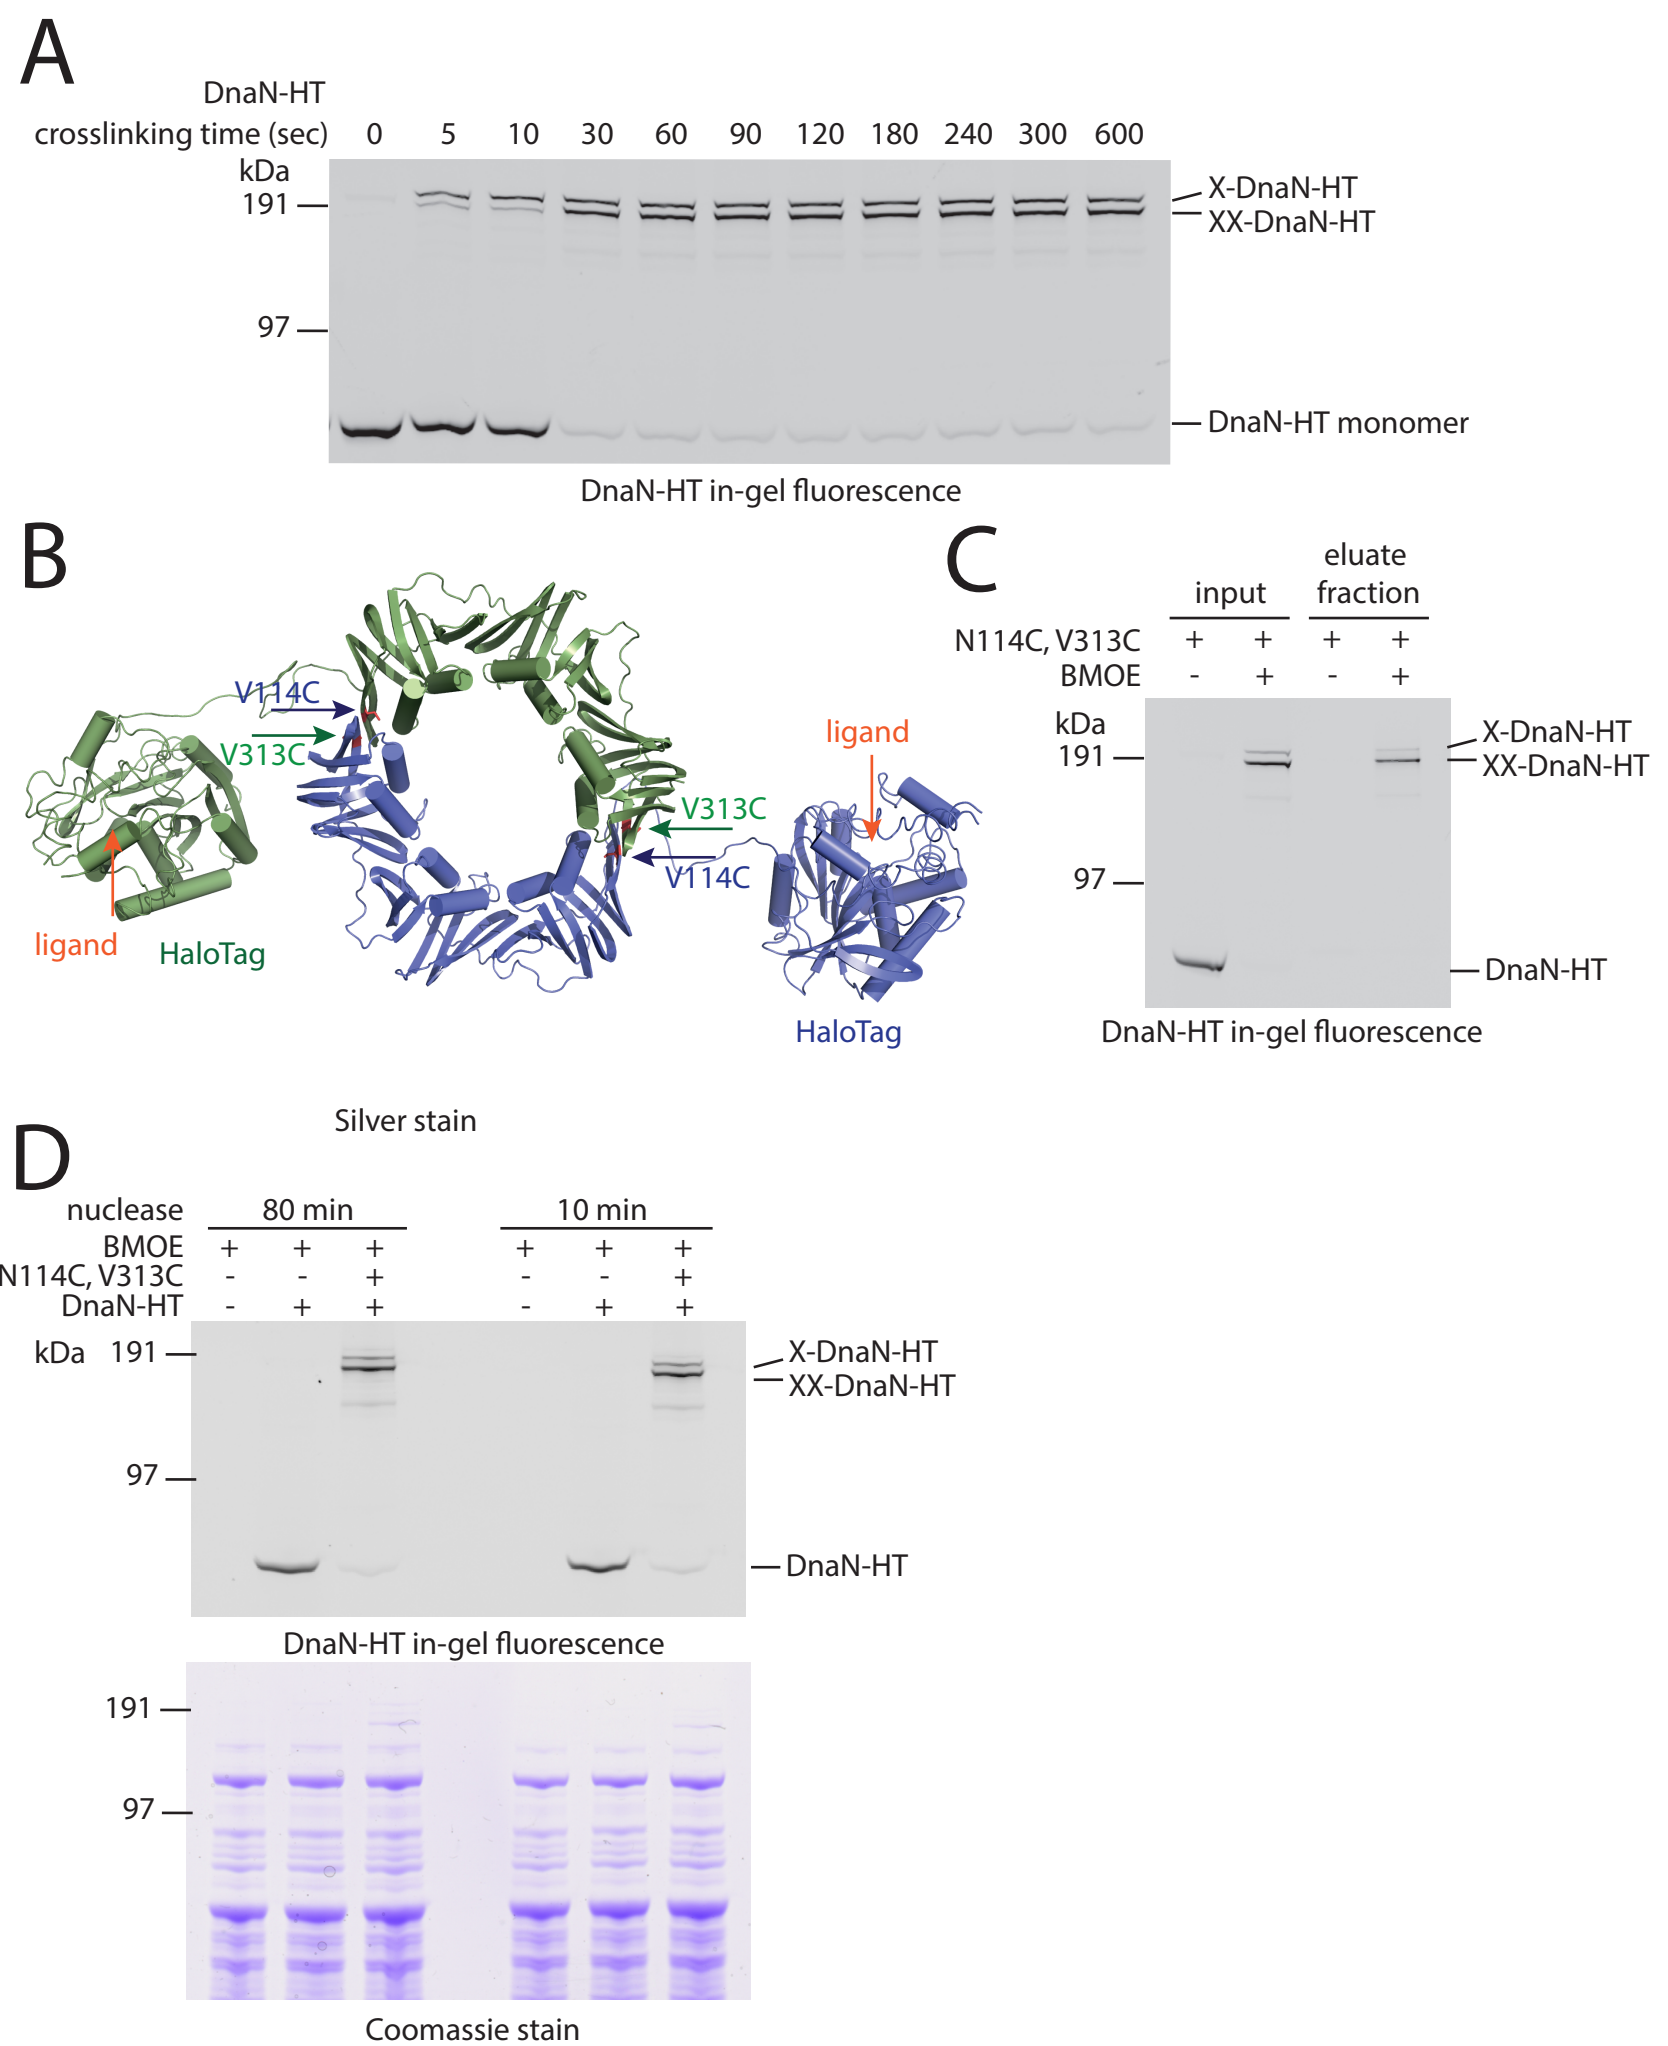 A
DnaN-HT
crosslinking time (sec) 0 5 10 30 60 90 120 180 240 300 600
kDa
191
97
X-DnaN-HT
XX-DnaN-HT
DnaN-HT monomer
DnaN-HT in-gel fluorescence
B
V114C
V313C
ligand
HaloTag
ligand
V313C
V114C
HaloTag
C
input
eluate
fraction
N114C, V313C + + + +
BMOE - + - +
kDa
191
97
X-DnaN-HT
XX-DnaN-HT
DnaN-HT
DnaN-HT in-gel fluorescence
Silver stain
D
nuclease 80 min 10 min
BMOE + + + + + +
N114C, V313C - - + - - +
DnaN-HT - + + - + +
kDa 191
97
X-DnaN-HT
XX-DnaN-HT
DnaN-HT
DnaN-HT in-gel fluorescence
191
97
Coomassie stain